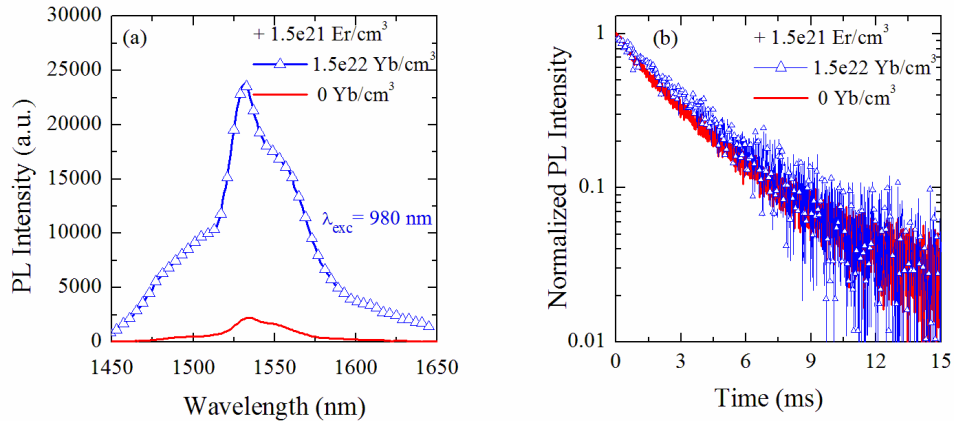 (a)
+ 1.5e21 Er/cm³
1.5e22 Yb/cm³
0 Yb/cm³
λexc = 980 nm
PL Intensity (a.u.)
30000
25000
20000
15000
10000
5000
0
1450 1500 1550 1600 1650
Wavelength (nm)
(b)
+ 1.5e21 Er/cm³
1.5e22 Yb/cm³
0 Yb/cm³
Normalized PL Intensity
1
0.1
0.01
0 3 6 9 12 15
Time (ms)